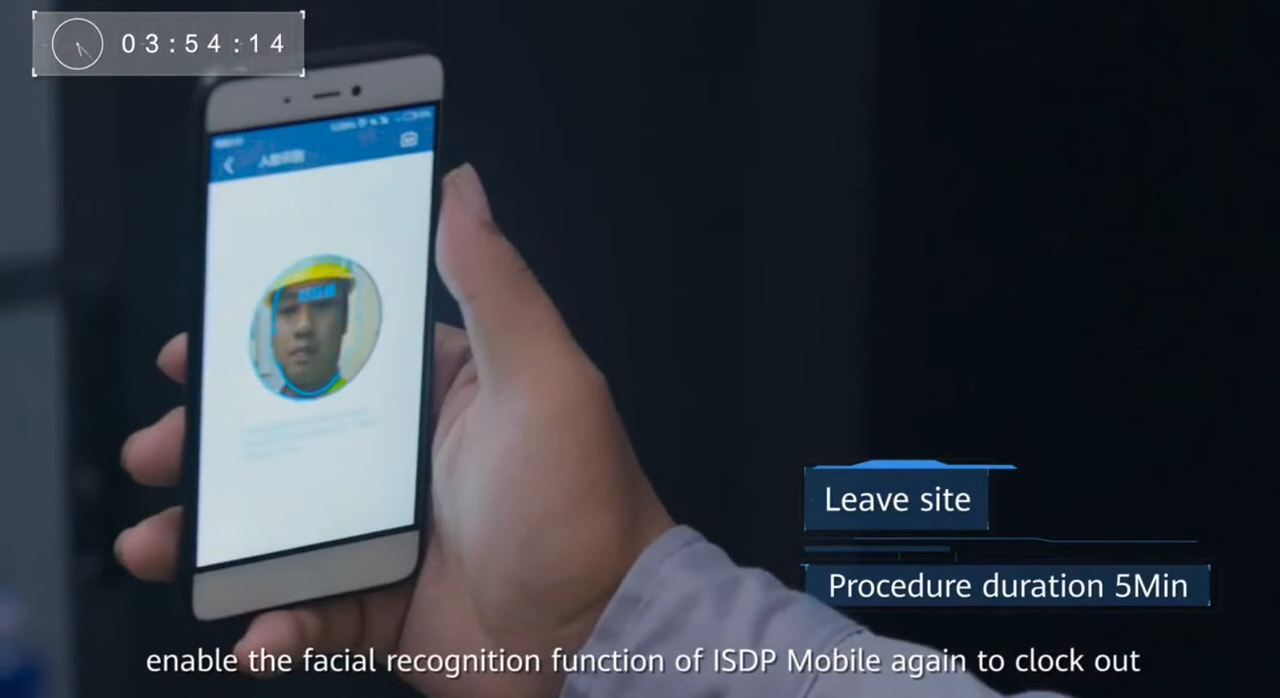 03:54:14
Leave site
Procedure duration 5Min
enable the facial recognition function of ISDP Mobile again to clock out